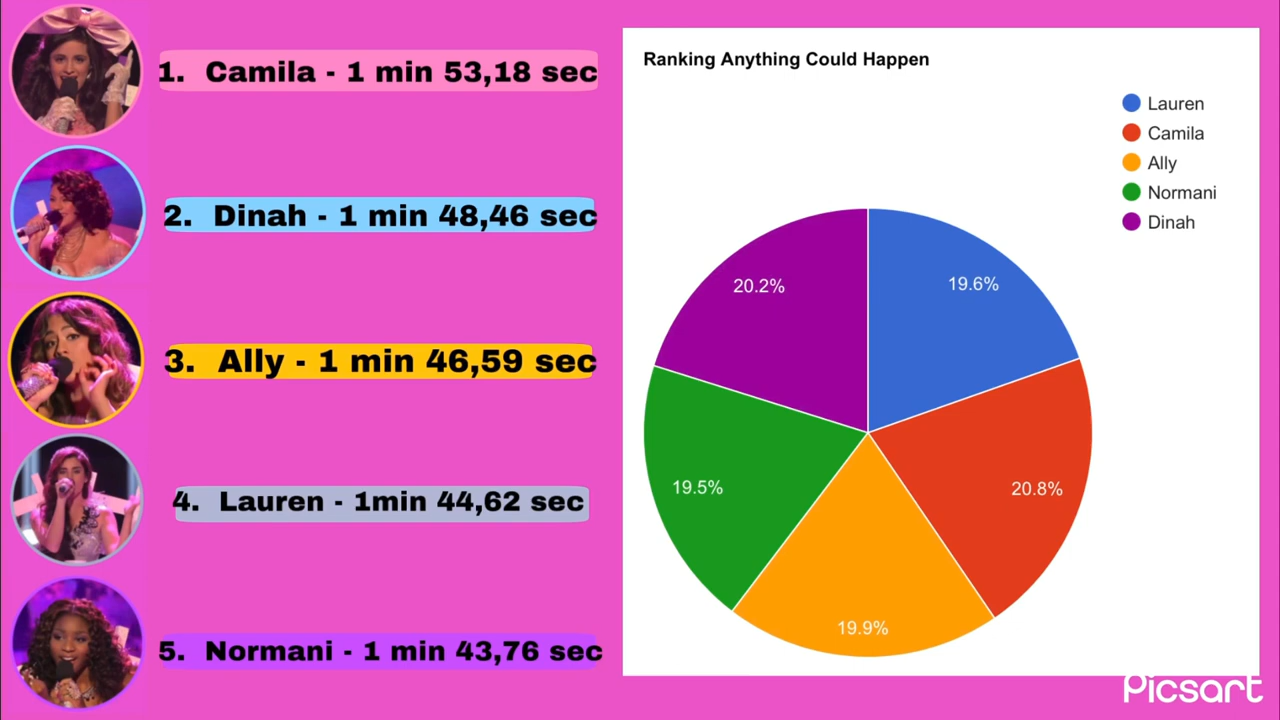 1. Camila - 1 min 53,18 sec
2. Dinah - 1 min 48,46 sec
3. Ally - 1 min 46,59 sec
4. Lauren - 1min 44,62 sec
5. Normani - 1 min 43,76 sec
Ranking Anything Could Happen
Lauren
Camila
Ally
Normani
Dinah
20.2%
19.6%
19.5%
20.8%
19.9%
Picsart